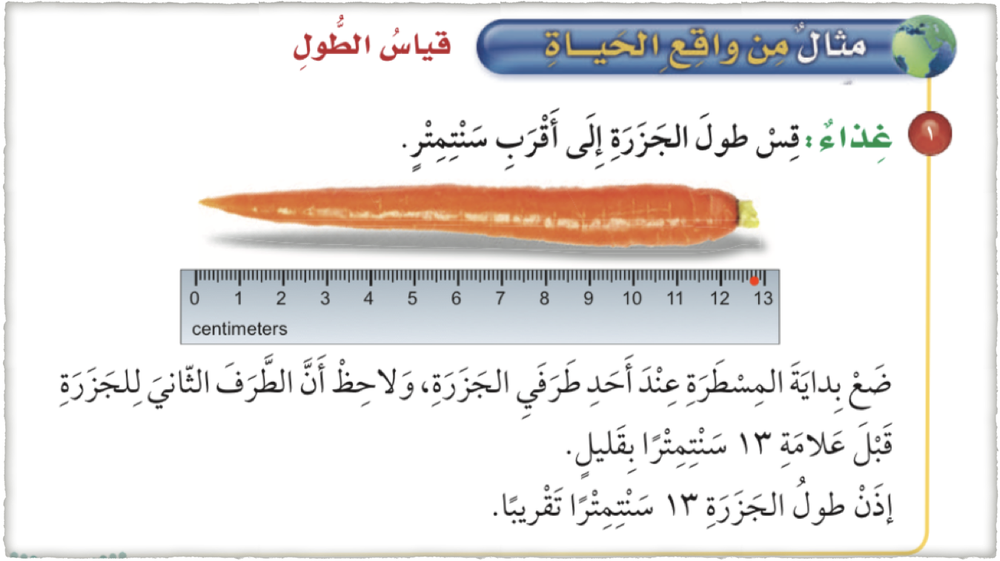 مثالٌ مِن واقِعِ الحَيـــاةِ قياسُ الطُّولِ
١ غِذاءٌ: قِسْ طولَ الجَزَرَةِ إِلَى أَقْرَبِ سَنْتِمِتْرٍ.
0 1 2 3 4 5 6 7 8 9 10 11 12 13
centimeters
ضَعْ بِدايَةَ المِسْطَرَةِ عِنْدَ أَحَدِ طَرَفَيِ الجَزَرَةِ، وَلاحِظْ أَنَّ الطَّرَفَ الثّانيَ لِلجَزَرَةِ
قَبْلَ عَلامَةِ ١٣ سَنْتِمِتْرًا بِقَليلٍ.
إذَنْ طولُ الجَزَرَةِ ١٣ سَنْتِمِتْرًا تَقْريبًا.